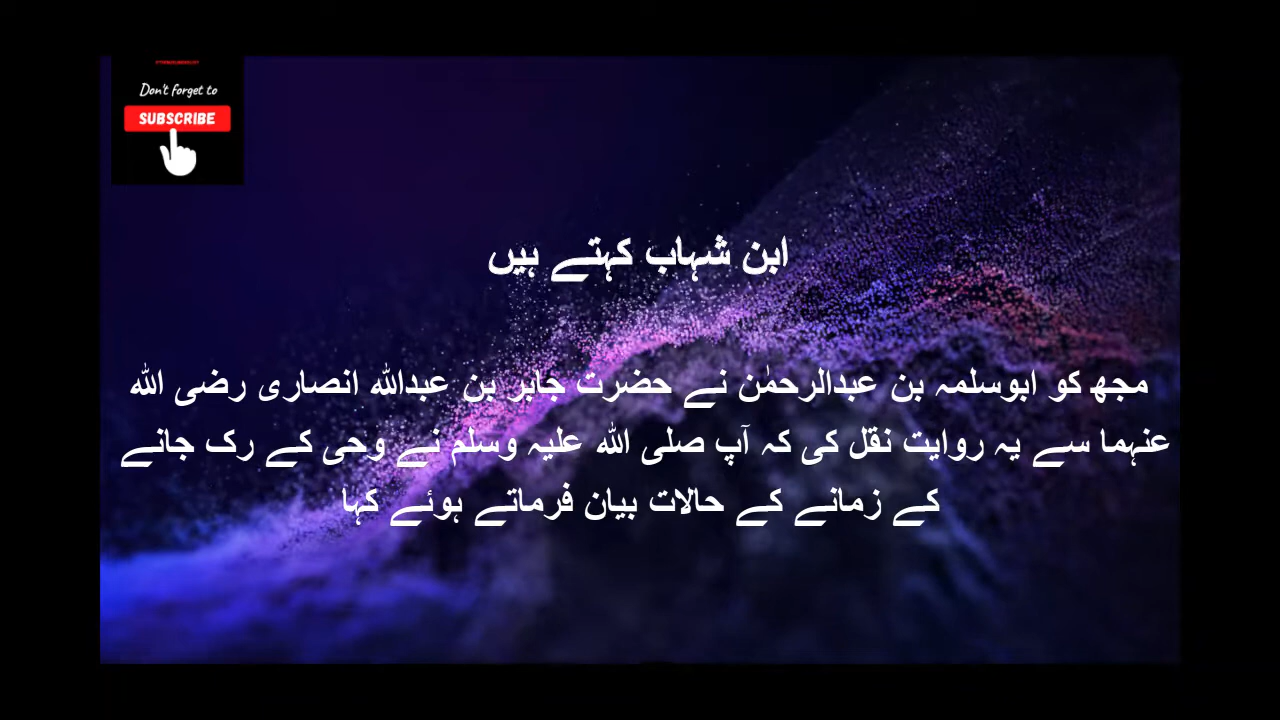 Don't forget to
SUBSCRIBE
ابن شہاب کہتے ہیں
مجھ کو ابوسلمہ بن عبدالرحمٰن نے حضرت جابر بن عبداللہ انصاری رضی اللہ
عنہما سے یہ روایت نقل کی کہ آپ صلی اللہ علیہ وسلم نے وحی کے رک جانے
کے زمانے کے حالات بیان فرماتے ہوئے کہا